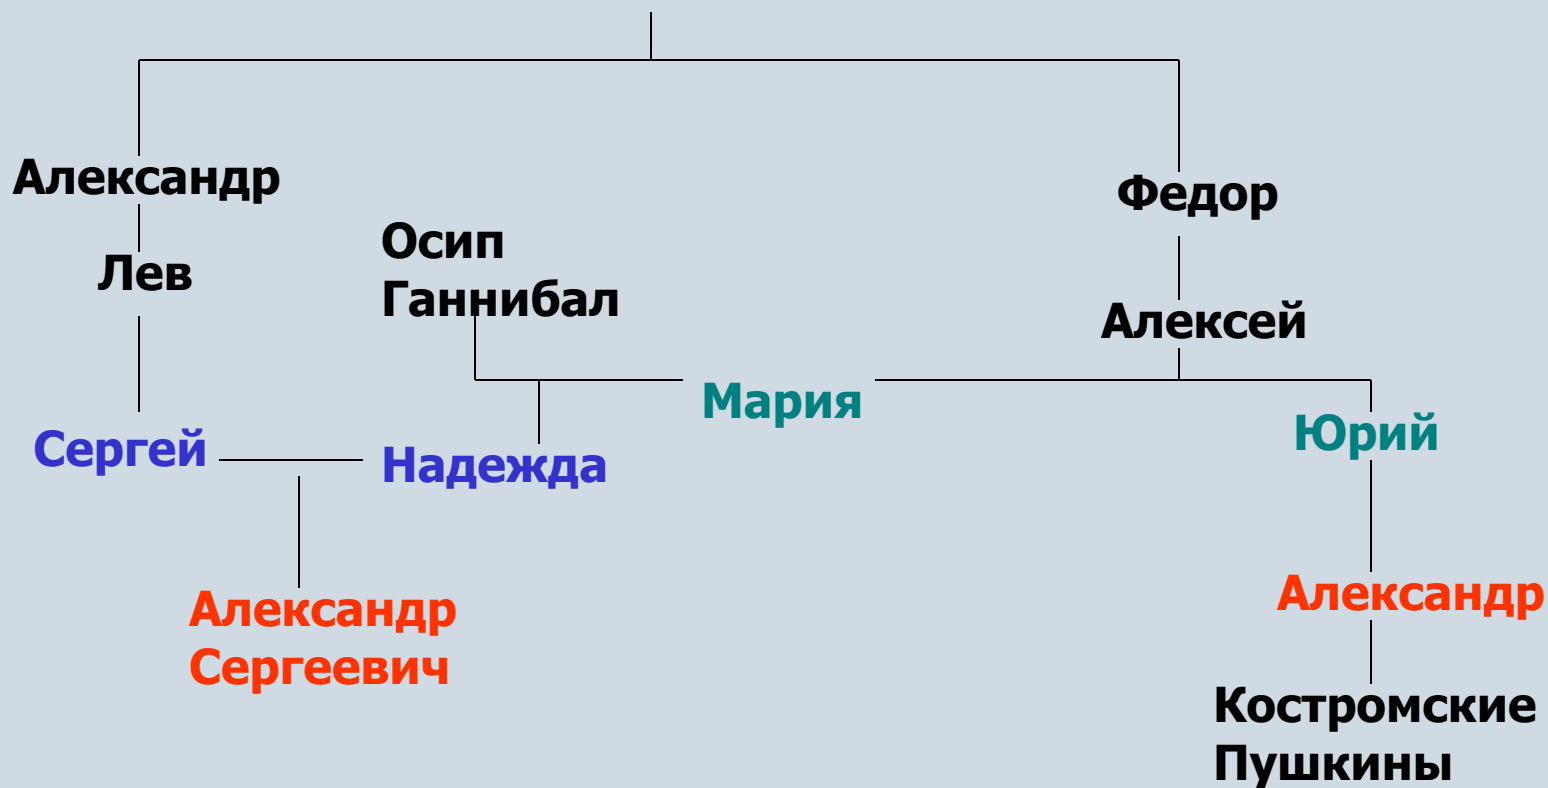 Александр
Федор
Осип
Ганнибал
Лев
Алексей
Мария
Юрий
Сергей
Надежда
Александр
Сергеевич
Александр
Костромские
Пушкины